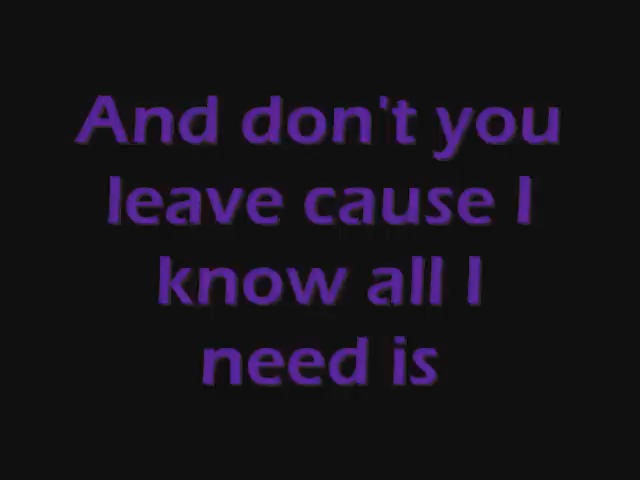 And don't you
leave cause I
know all I
need is